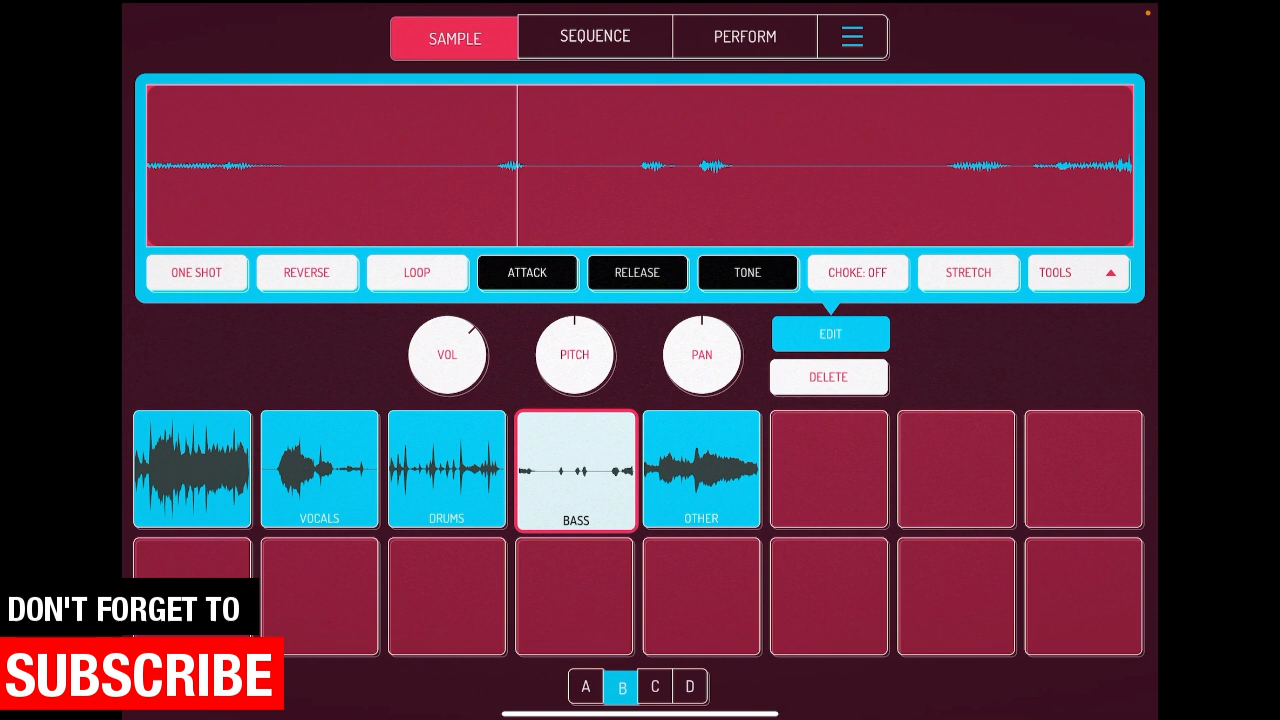 SAMPLE
SEQUENCE
PERFORM
ONE SHOT
REVERSE
LOOP
ATTACK
RELEASE
TONE
CHOKE: OFF
STRETCH
TOOLS
VOL
PITCH
PAN
EDIT
DELETE
VOCALS
DRUMS
BASS
OTHER
DON'T FORGET TO
SUBSCRIBE
A
B
C
D